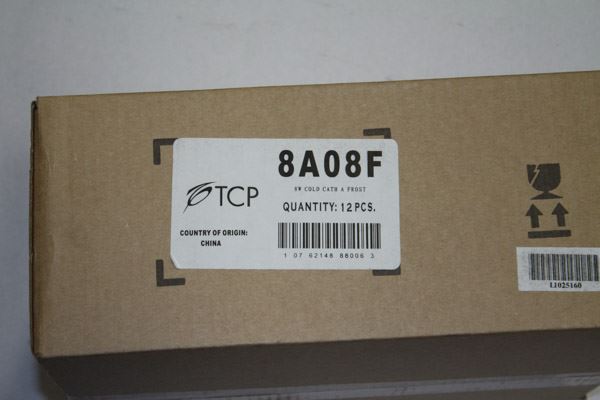 8A08F
TCP
8W COLD CATH A FROST
QUANTITY: 12 PCS.
COUNTRY OF ORIGIN:
CHINA
1 07 62148 88006 3
L1025160